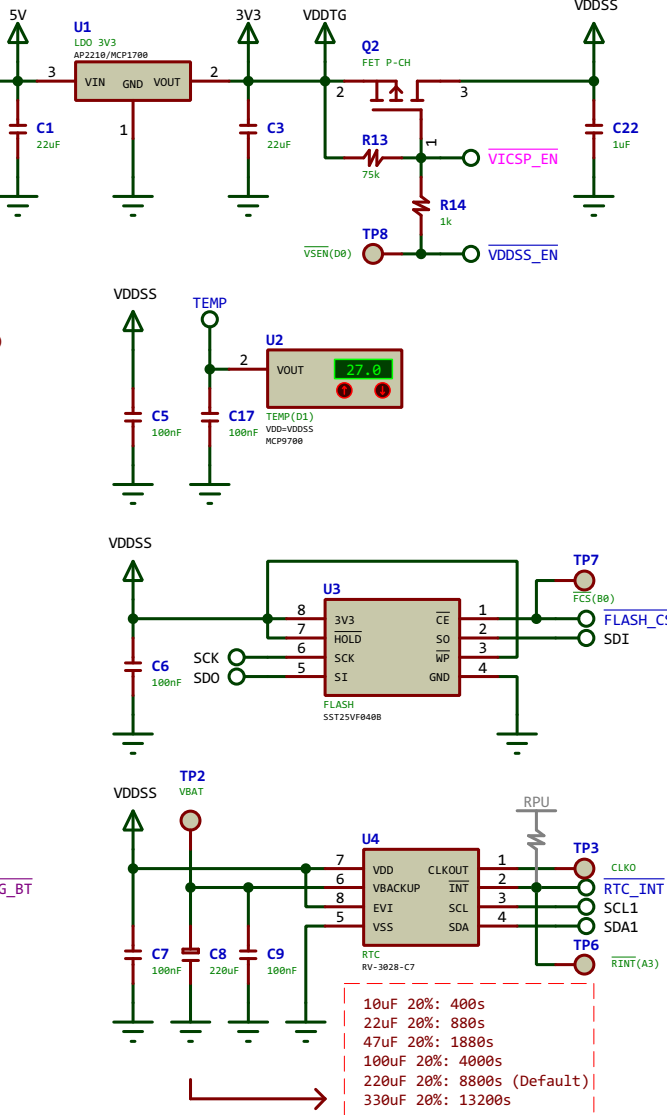 5V
U1
LDO 3V3
AP2210/MCP1700
3
VIN
GND
VOUT
2
1
C1
22uF
3V3
C3
22uF
VDDTG
Q2
FET P-CH
2
3
1
R13
75k
VICSP_EN
R14
1k
TP8
VSEN(D0)
VDDSS_EN
VDDSS
C22
1uF
VDDSS
TEMP
U2
2
VOUT
27.0
C5
100nF
C17
100nF
TEMP(D1)
VDD=VDDSS
MCP9700
VDDSS
U3
TP7
FCS(B0)
8
3V3
CE
1
FLASH_CS
7
HOLD
SO
2
SDI
SCK
6
SCK
WP
3
SDO
5
SI
GND
4
C6
100nF
FLASH
SST25VF040B
VDDSS
TP2
VBAT
RPU
U4
TP3
CLKO
7
VDD
CLKOUT
1
6
VBACKUP
INT
2
RTC_INT
8
EVI
SCL
3
SCL1
5
VSS
SDA
4
SDA1
G_BT
TP6
RINT(A3)
C7
100nF
C8
220uF
C9
100nF
RTC
RV-3028-C7
10uF 20%: 400s
22uF 20%: 880s
47uF 20%: 1880s
100uF 20%: 4000s
220uF 20%: 8800s (Default)
330uF 20%: 13200s